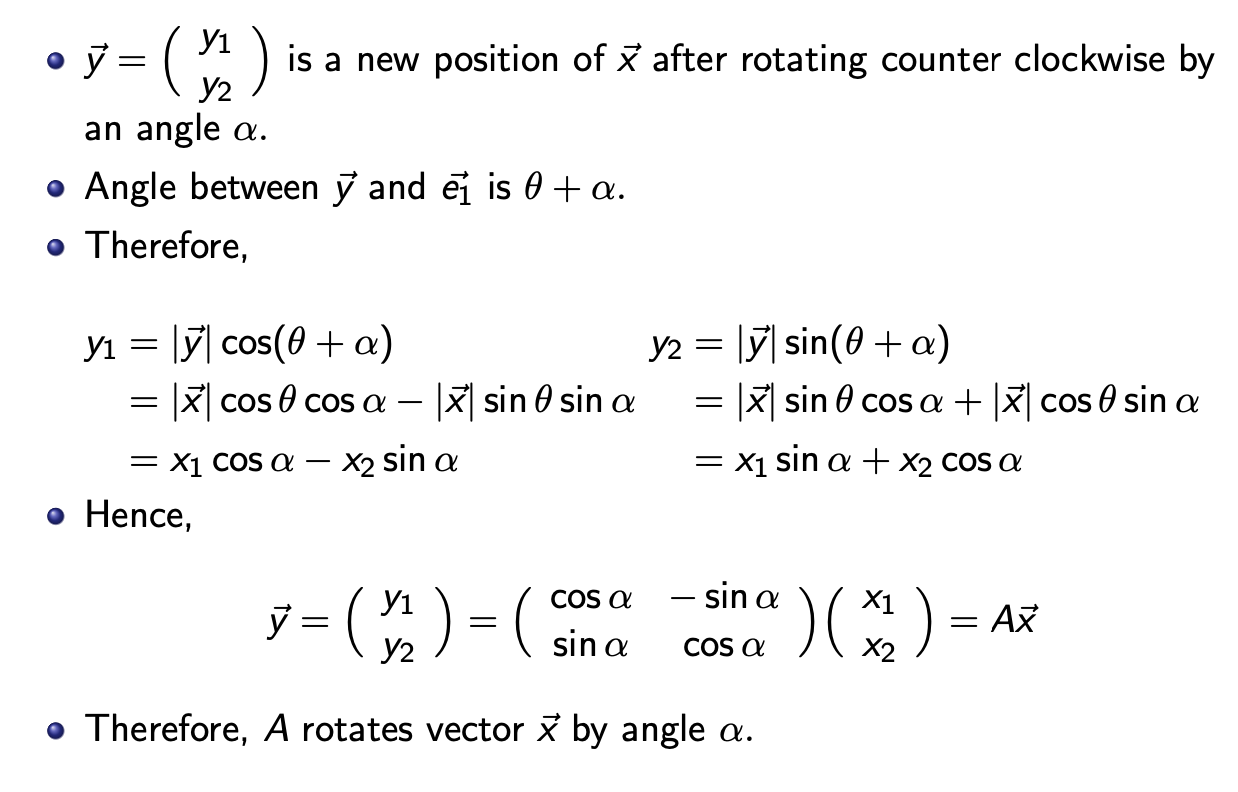 • $\vec{y} = \begin{pmatrix} y_1 \\ y_2 \end{pmatrix}$ is a new position of $\vec{x}$ after rotating counter clockwise by
an angle $\alpha$.
• Angle between $\vec{y}$ and $\vec{e_1}$ is $\theta + \alpha$.
• Therefore,
$y_1 = |\vec{y}| \cos(\theta + \alpha)$ $y_2 = |\vec{y}| \sin(\theta + \alpha)$
$= |\vec{x}| \cos\theta \cos\alpha - |\vec{x}| \sin\theta \sin\alpha$ $= |\vec{x}| \sin\theta \cos\alpha + |\vec{x}| \cos\theta \sin\alpha$
$= x_1 \cos\alpha - x_2 \sin\alpha$ $= x_1 \sin\alpha + x_2 \cos\alpha$
• Hence,
$\vec{y} = \begin{pmatrix} y_1 \\ y_2 \end{pmatrix} = \begin{pmatrix} \cos\alpha & -\sin\alpha \\ \sin\alpha & \cos\alpha \end{pmatrix} \begin{pmatrix} x_1 \\ x_2 \end{pmatrix} = A\vec{x}$
• Therefore, $A$ rotates vector $\vec{x}$ by angle $\alpha$.